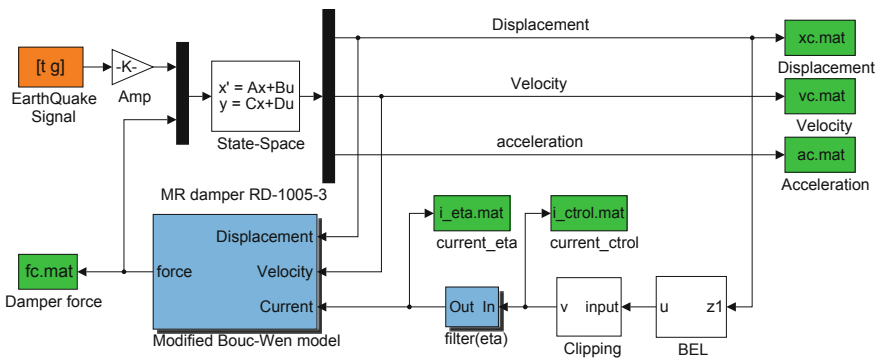 Displacement
xc.mat
Displacement
[t g]
EarthQuake
Signal
-K-
Amp
x' = Ax+Bu
y = Cx+Du
State-Space
Velocity
vc.mat
Velocity
acceleration
ac.mat
Acceleration
MR damper RD-1005-3
Displacement
Velocity
Current
force
Modified Bouc-Wen model
fc.mat
Damper force
i_eta.mat
current_eta
i_ctrol.mat
current_ctrol
Out In
filter(eta)
v input
Clipping
u z1
BEL